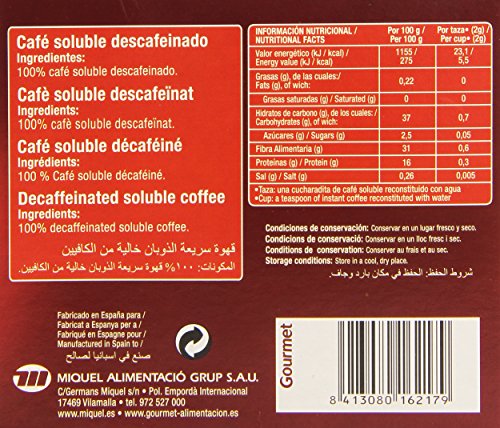 Café soluble descafeinado
Ingredientes:
100% café soluble descafeinado.
Cafè soluble descafeïnat
Ingrédients:
100% cafè soluble descafeïnat.
Café soluble décaféiné
Ingrédients:
100 % Café soluble décaféiné.
Decaffeinated soluble coffee
Ingredients:
100% decaffeinated soluble coffee.
قهوة سريعة الذوبان خالية من الكافيين
المكونات: ١٠٠% قهوة سريعة الذوبان خالية من الكافيين.
INFORMACIÓN NUTRICIONAL / NUTRITIONAL FACTS
Por 100 g / Per 100 g
Por taza* (2g) / Per cup* (2g)
Valor energético (kJ / kcal) / Energy value (kJ / kcal) 1155 / 275 23,1 / 5,5
Grasas (g), de las cuales: / Fats (g), of wich: 0,22 0
Grasas saturadas (g) / Saturated (g) 0 0
Hidratos de carbono (g), de los cuales / Carbohydrates (g), of wich: 37 0,7
Azúcares (g) / Sugars (g) 2,5 0,05
Fibra Alimentaria (g) 31 0,6
Proteinas (g) / Protein (g) 16 0,3
Sal (g) / Salt (g) 0,26 0,005
*Taza: una cucharadita de café soluble reconstituido con agua
*Cup: a teaspoon of instant coffee reconstituted with water
Condiciones de conservación: Conservar en un lugar fresco y seco.
Condicions de conservació: Conservar en un lloc fresc i sec.
Conditions de conservation: Conserver au frais et au sec.
Storage conditions: Store in a cool, dry place.
شروط الحفظ: الحفظ في مكان بارد وجاف.
Fabricado en España para /
Fabricat a Espanya per a /
Fabriqué en Espagne pour /
Manufactured in Spain to /
صنع في اسبانيا لصالح
MIQUEL ALIMENTACIÓ GRUP S.A.U.
C/Germans Miquel s/n • Pol. Empordà Internacional
17469 Vilamalla • tel. 972 527 000
www.miquel.es • www.gourmet-alimentacion.es
Gourmet
8 413080 162179